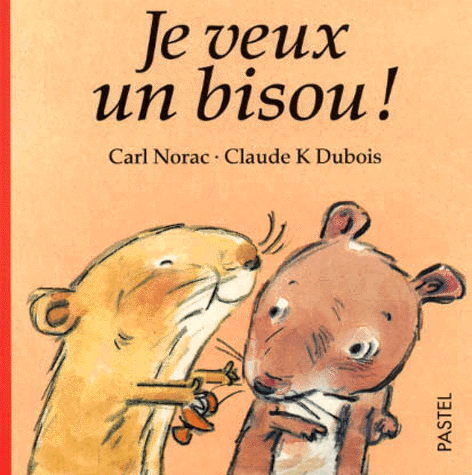 Je veux
un bisou !
Carl Norac · Claude K Dubois
PASTEL